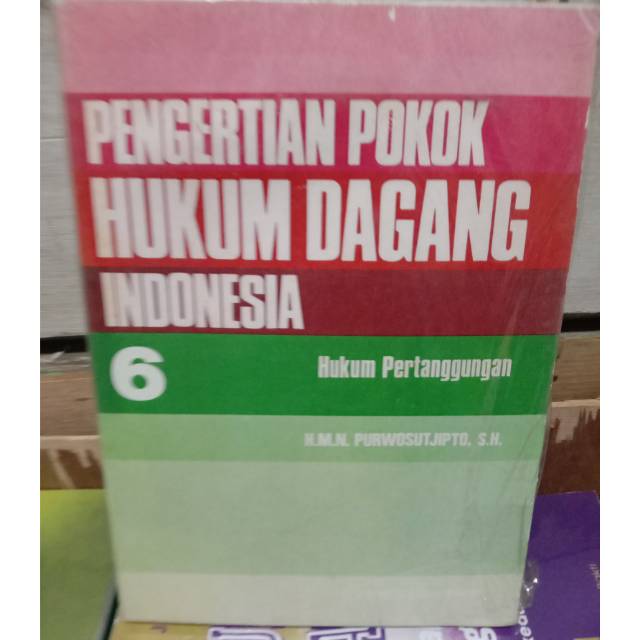 PENGERTIAN POKOK
HUKUM DAGANG
INDONESIA
6
Hukum Pertanggungan
H.M.N. PURWOSUTJIPTO, S.H.